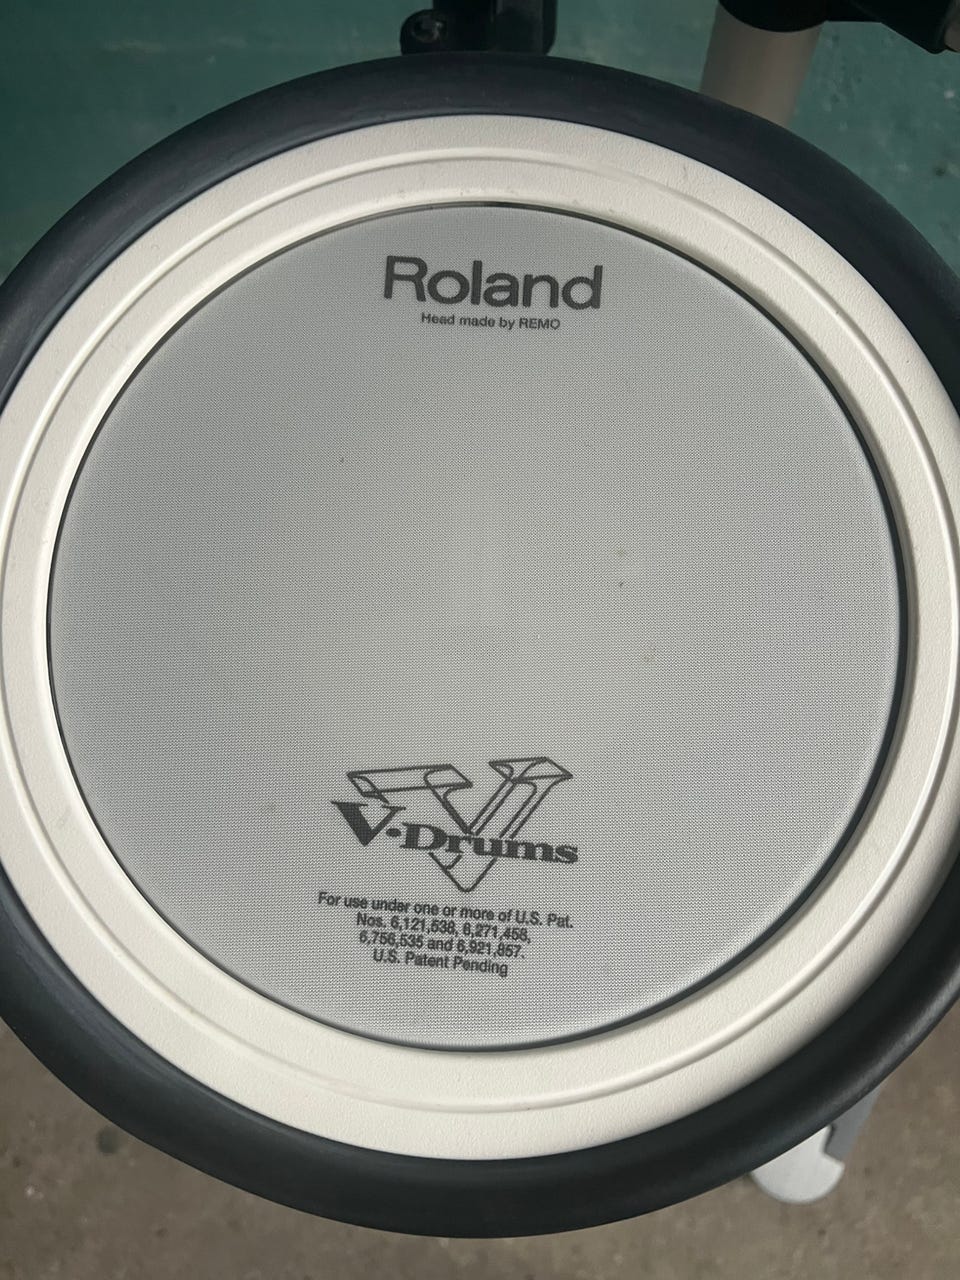 Roland
Head made by REMO
V-Drums
For use under one or more of U.S. Pat.
Nos. 6,121,538, 6,271,458,
6,756,535 and 6,921,857.
U.S. Patent Pending